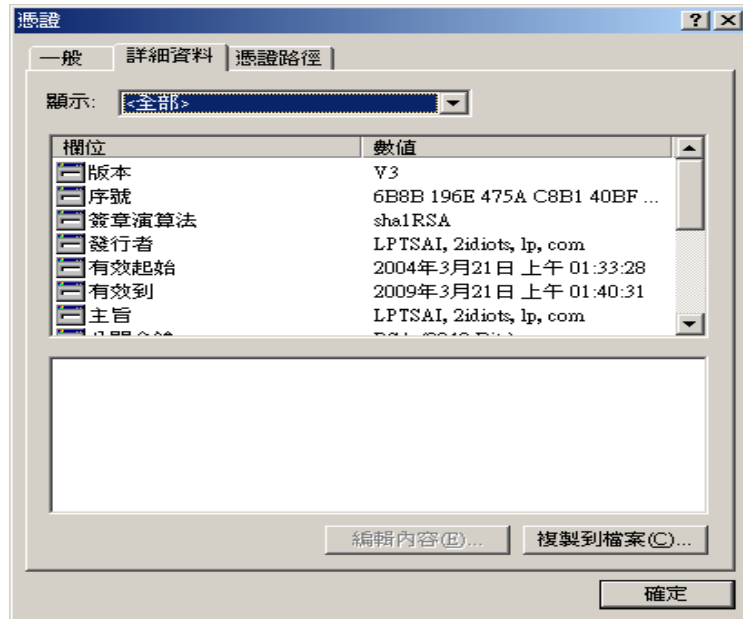 憑證
一般 詳細資料 憑證路徑
顯示: <全部>
欄位 數值
版本 V3
序號 6B8B 196E 475A C8B1 40BF ...
簽章演算法 sha1RSA
發行者 LPTSAI, 2idiots, lp, com
有效起始 2004年3月21日 上午 01:33:28
有效到 2009年3月21日 上午 01:40:31
主旨 LPTSAI, 2idiots, lp, com
編輯內容(E)... 複製到檔案(C)...
確定